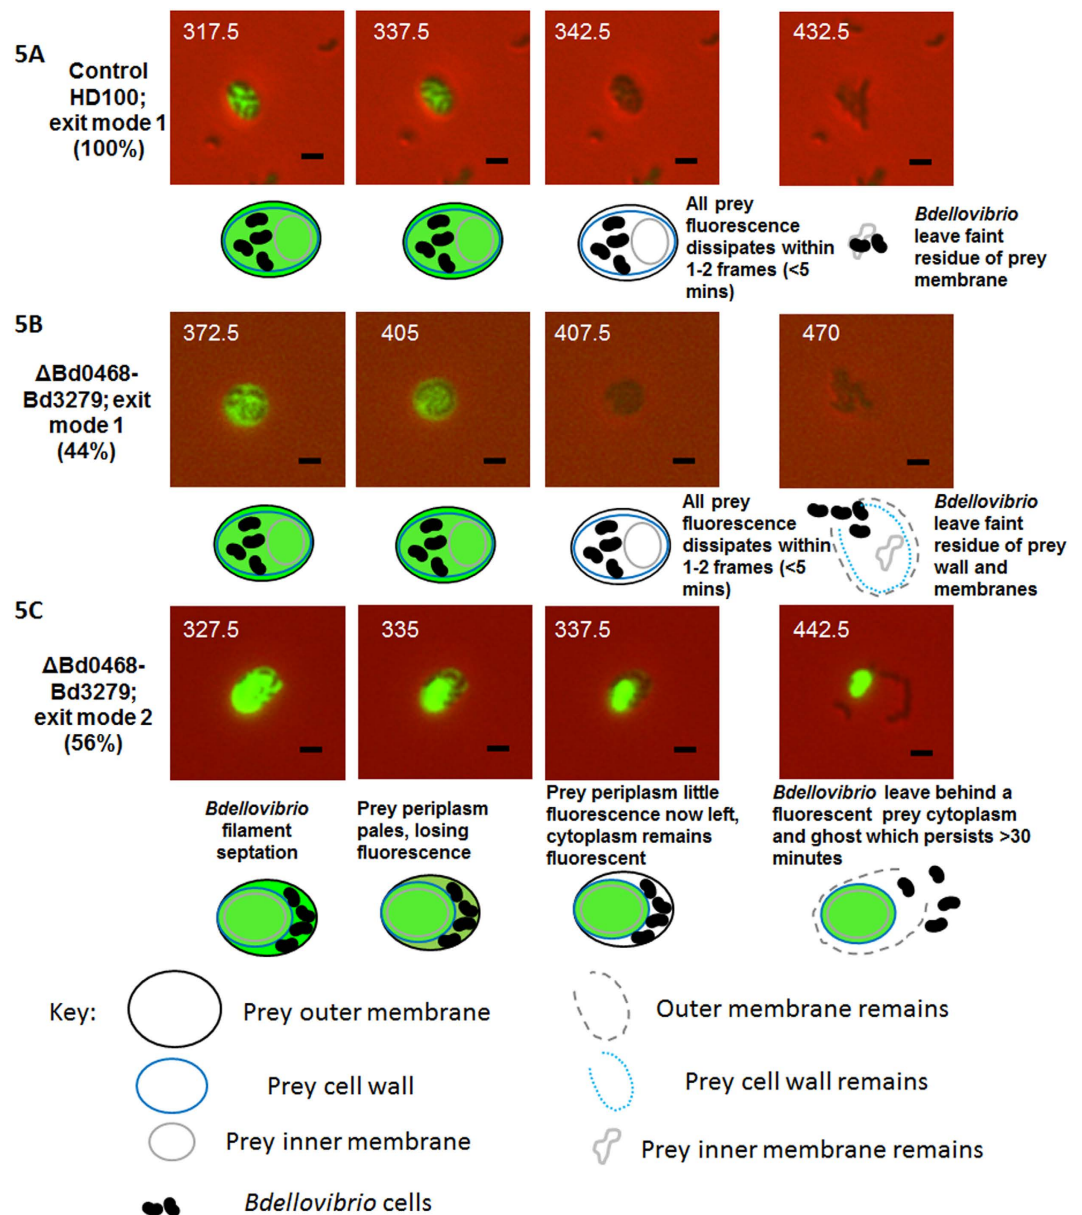 5A
Control
HD100;
exit mode 1
(100%)
317.5
337.5
342.5
432.5
All prey
fluorescence
dissipates within
1-2 frames (<5
mins)
Bdellovibrio
leave faint
residue of prey
membrane
5B
ΔBd0468-
Bd3279; exit
mode 1
(44%)
372.5
405
407.5
470
All prey
fluorescence
dissipates within
1-2 frames (<5
mins)
Bdellovibrio
leave faint
residue of prey
wall and
membranes
5C
ΔBd0468-
Bd3279;
exit mode 2
(56%)
327.5
335
337.5
442.5
Bdellovibrio
filament
septation
Prey periplasm
pales, losing
fluorescence
Prey periplasm little
fluorescence now left,
cytoplasm remains
fluorescent
Bdellovibrio leave behind a
fluorescent prey cytoplasm
and ghost which persists >30
minutes
Key:
Prey outer membrane
Outer membrane remains
Prey cell wall
Prey cell wall remains
Prey inner membrane
Prey inner membrane remains
Bdellovibrio cells